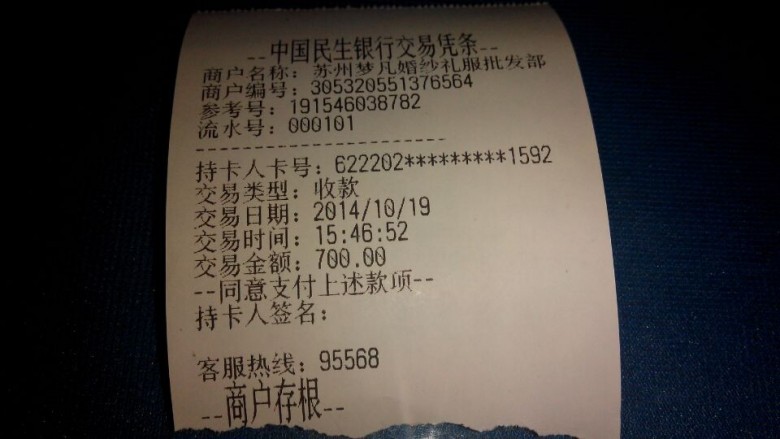 --中国民生银行交易凭条--
商户名称：苏州梦凡婚纱礼服批发部
商户编号：305320551376564
参考号：191546038782
流水号：000101
-----------------------
持卡人卡号：622202*********1592
交易类型：收款
交易日期：2014/10/19
交易时间：15:46:52
交易金额：700.00
--同意支付上述款项--
持卡人签名：
客服热线：95568
--商户存根--